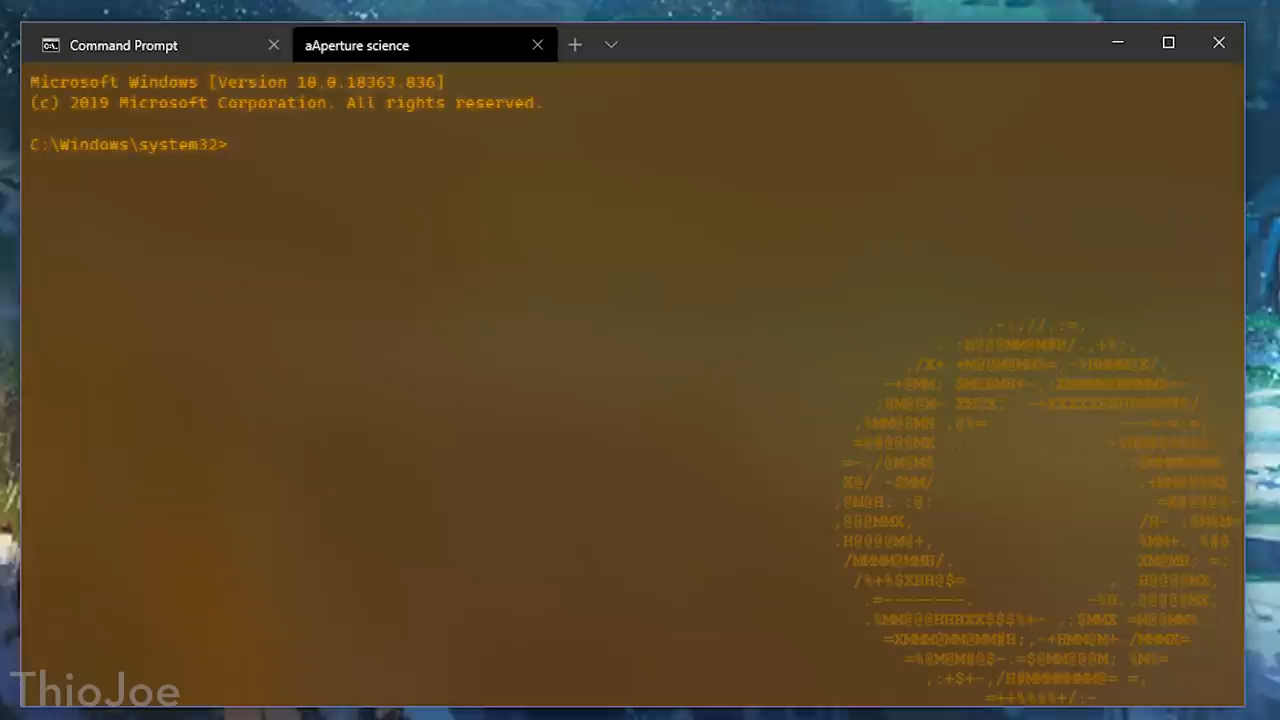 Command Prompt
aAperture science
Microsoft Windows [Version 10.0.18363.836]
(c) 2019 Microsoft Corporation. All rights reserved.
C:\Windows\system32>
ThioJoe